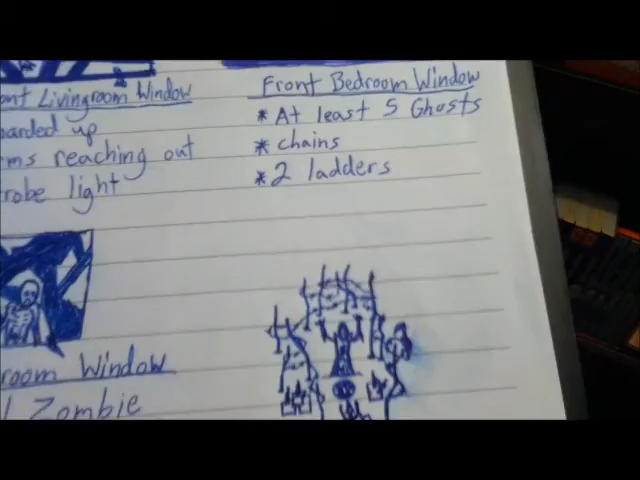 ont Livingroom Window
oarded up
ms reaching out
robe light
Front Bedroom Window
* At least 5 Ghosts
* chains
* 2 ladders
room Window
Zombie